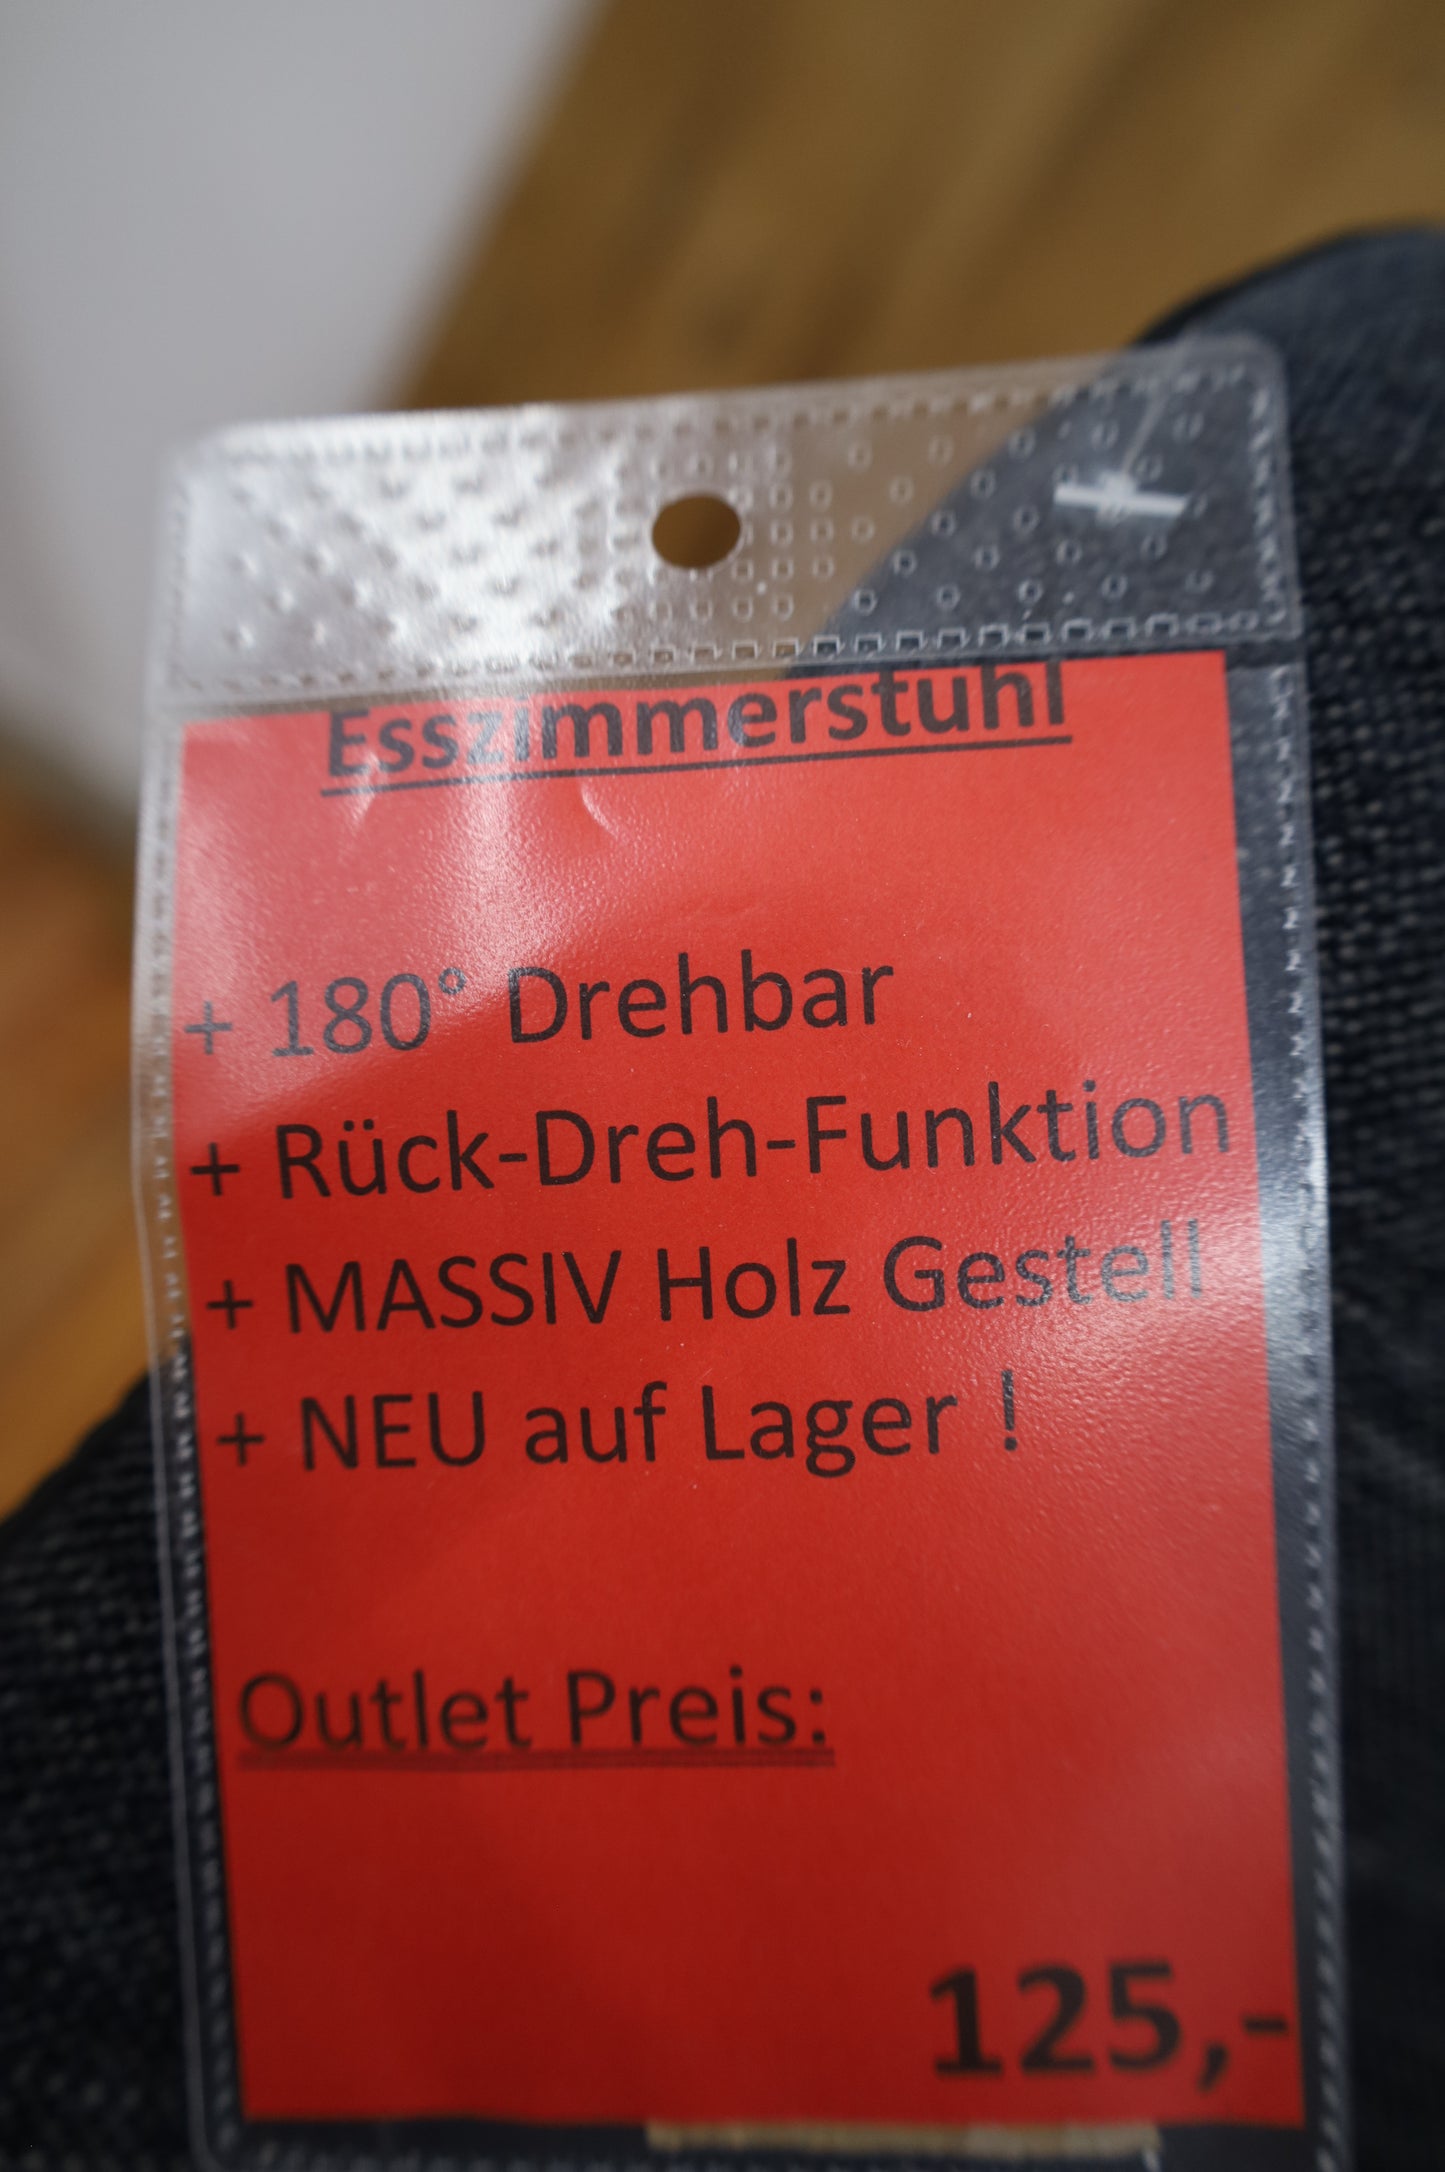 Esszimmerstuhl
+ 180° Drehbar
+ Rück-Dreh-Funktion
+ MASSIV Holz Gestell
+ NEU auf Lager !
Outlet Preis:
125,-